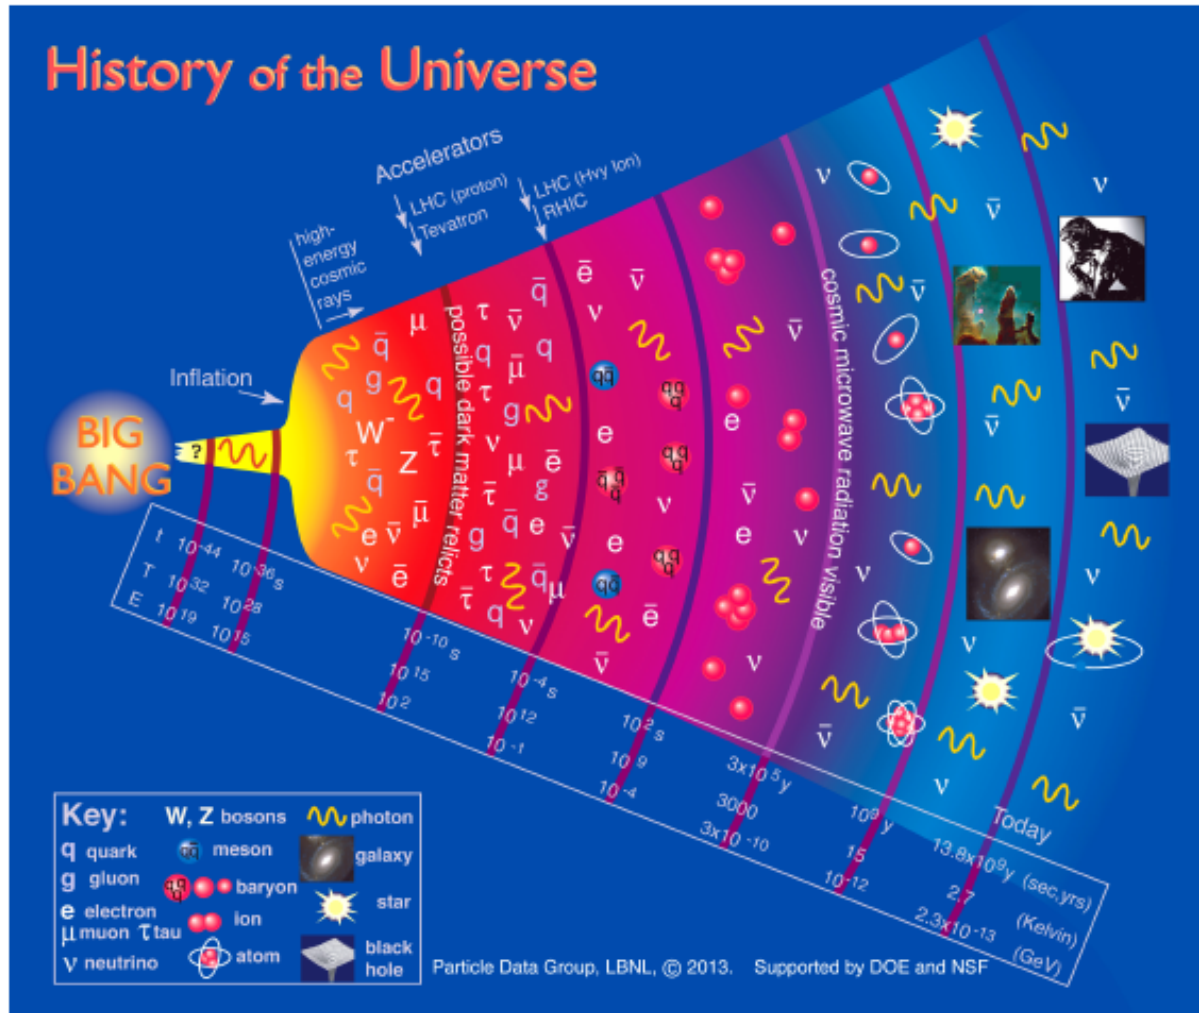 History of the Universe
Accelerators
LHC (proton)
Tevatron
LHC (Hvy Ion)
RHIC
high-
energy
cosmic
rays
Inflation
BIG
BANG
?
possible dark matter relicts
cosmic microwave radiation visible
t 10-44 10-36s 10-10 s 10-4 s 102 s 3x105 y 109 y Today
13.8x109y (sec,yrs)
T 1032 1028 1015 1012 109 3000 15 2.7 (Kelvin)
E 1019 1015 102 10-1 10-4 3x10-10 10-12 2.3x10-13 (GeV)
Key:
W, Z bosons
photon
q quark
qq̄ meson
galaxy
g gluon
qqq baryon
star
e electron
ion
μ muon τ tau
atom
black
hole
ν neutrino
Particle Data Group, LBNL, © 2013. Supported by DOE and NSF